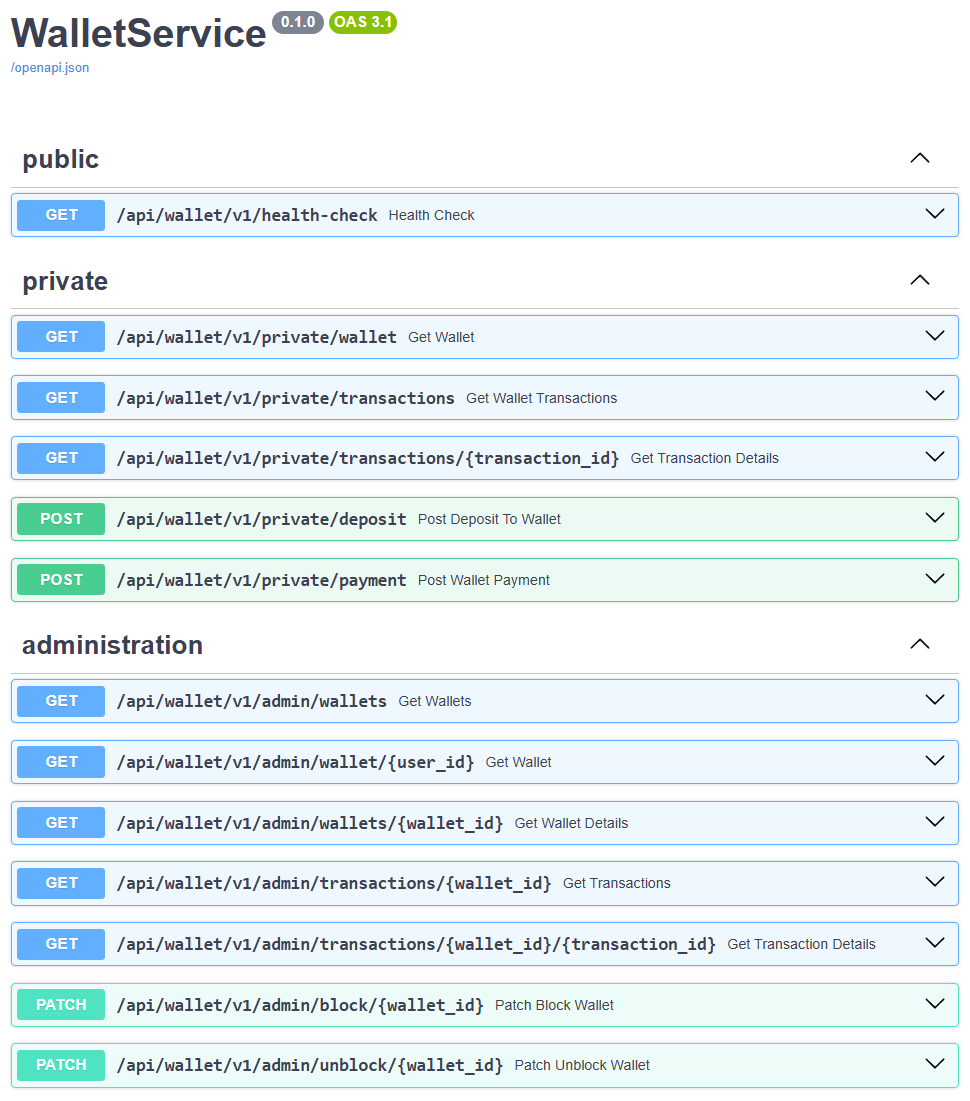 WalletService 0.1.0 OAS 3.1
/openapi.json
public
GET /api/wallet/v1/health-check Health Check
private
GET /api/wallet/v1/private/wallet Get Wallet
GET /api/wallet/v1/private/transactions Get Wallet Transactions
GET /api/wallet/v1/private/transactions/{transaction_id} Get Transaction Details
POST /api/wallet/v1/private/deposit Post Deposit To Wallet
POST /api/wallet/v1/private/payment Post Wallet Payment
administration
GET /api/wallet/v1/admin/wallets Get Wallets
GET /api/wallet/v1/admin/wallet/{user_id} Get Wallet
GET /api/wallet/v1/admin/wallets/{wallet_id} Get Wallet Details
GET /api/wallet/v1/admin/transactions/{wallet_id} Get Transactions
GET /api/wallet/v1/admin/transactions/{wallet_id}/{transaction_id} Get Transaction Details
PATCH /api/wallet/v1/admin/block/{wallet_id} Patch Block Wallet
PATCH /api/wallet/v1/admin/unblock/{wallet_id} Patch Unblock Wallet